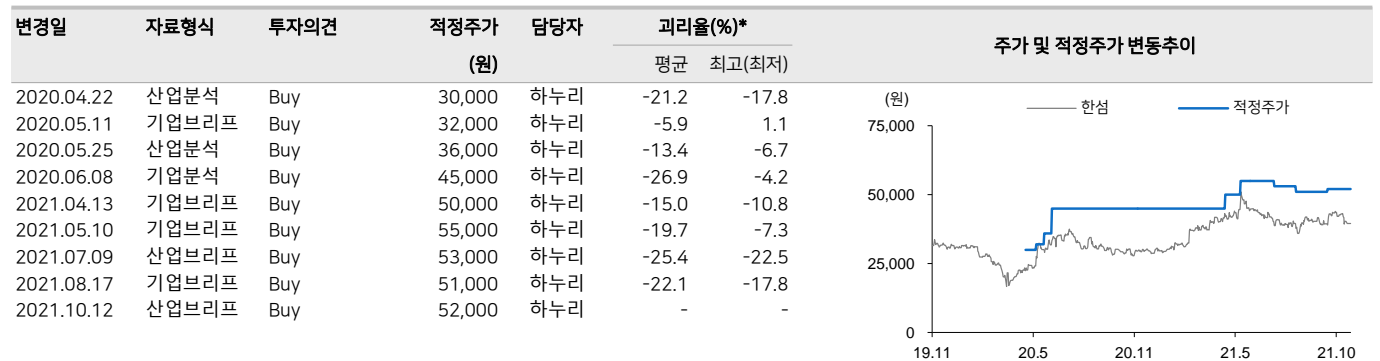 변경일 자료형식 투자의견 적정주가 담당자 괴리율(%)* 주가 및 적정주가 변동추이
(원) 평균 최고(최저)
2020.04.22 산업분석 Buy 30,000 하누리 -21.2 -17.8
2020.05.11 기업브리프 Buy 32,000 하누리 -5.9 1.1
2020.05.25 산업분석 Buy 36,000 하누리 -13.4 -6.7
2020.06.08 기업분석 Buy 45,000 하누리 -26.9 -4.2
2021.04.13 기업브리프 Buy 50,000 하누리 -15.0 -10.8
2021.05.10 기업브리프 Buy 55,000 하누리 -19.7 -7.3
2021.07.09 산업브리프 Buy 53,000 하누리 -25.4 -22.5
2021.08.17 기업브리프 Buy 51,000 하누리 -22.1 -17.8
2021.10.12 산업브리프 Buy 52,000 하누리 - -
(원) 한섬 적정주가
75,000
50,000
25,000
0
19.11 20.5 20.11 21.5 21.10